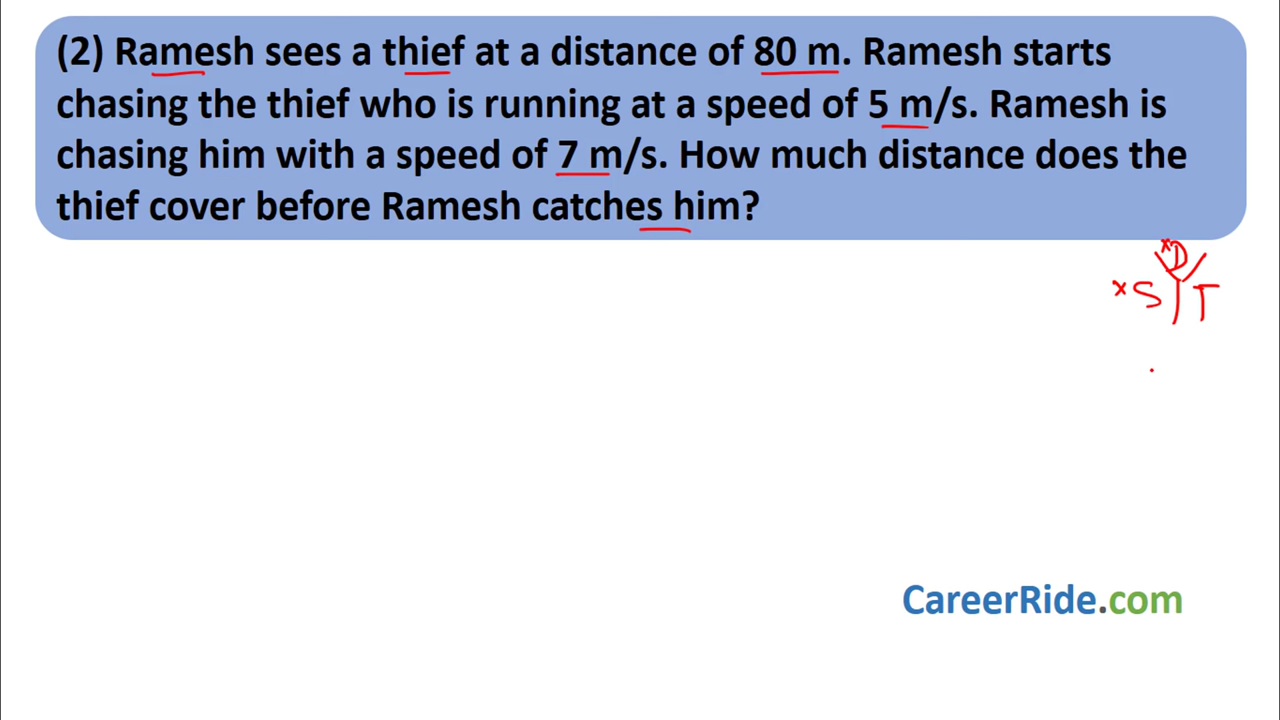 (2) Ramesh sees a thief at a distance of 80 m. Ramesh starts
chasing the thief who is running at a speed of 5 m/s. Ramesh is
chasing him with a speed of 7 m/s. How much distance does the
thief cover before Ramesh catches him?
×D
×S T
CareerRide.com